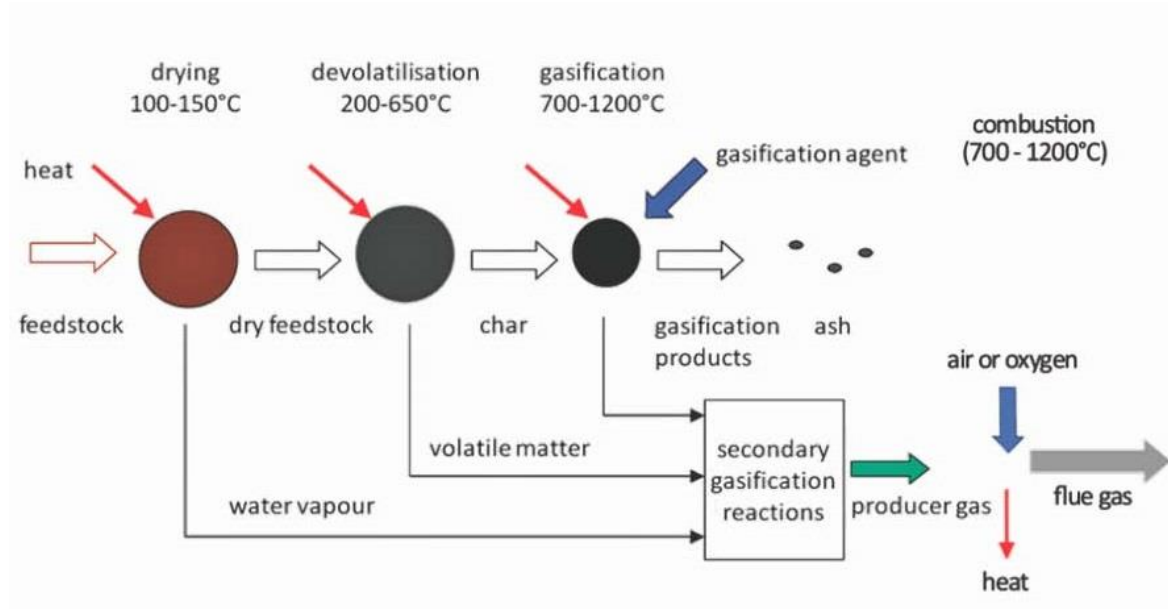 drying
100-150°C
devolatilisation
200-650°C
gasification
700-1200°C
combustion
(700 - 1200°C)
heat
gasification agent
feedstock
dry feedstock
char
gasification
products
ash
air or oxygen
volatile matter
secondary
gasification
reactions
water vapour
producer gas
flue gas
heat